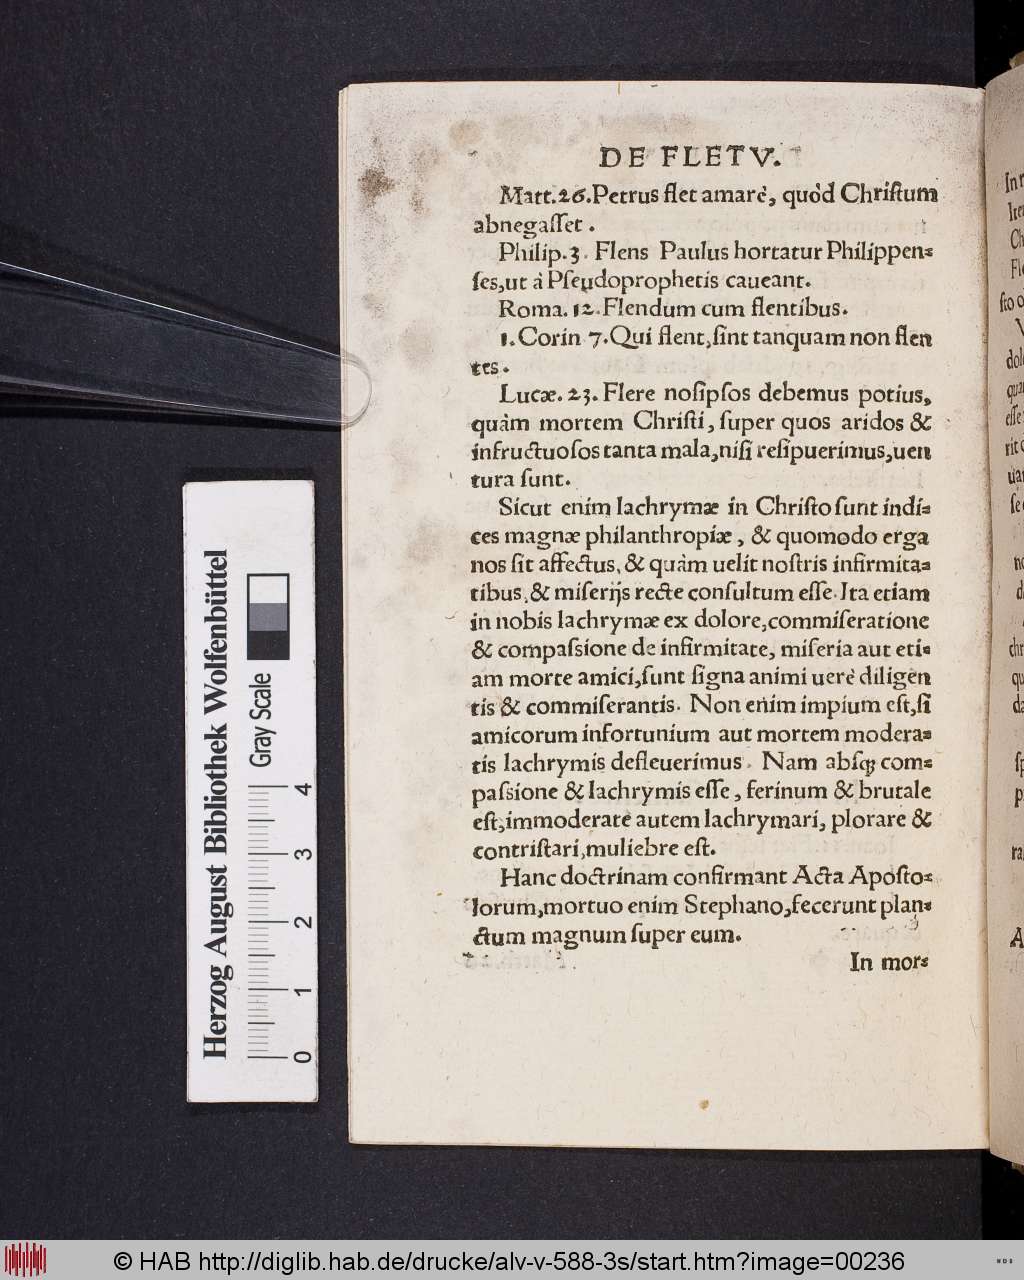 DE FLETV.
Matt.26.Petrus flet amarè, quòd Christum
abnegasset.
Philip.3. Flens Paulus hortatur Philippen=
ses,ut à Pseudoprophetis caueant.
Roma.12.Flendum cum flentibus.
1.Corin 7.Qui flent,sint tanquam non flen
tes.
Lucæ.23. Flere nosipsos debemus potius,
quàm mortem Christi, super quos aridos &
infructuosos tanta mala,nisi resipuerimus,uen
tura sunt.
Sicut enim lachrymæ in Christo sunt indi=
ces magnæ philanthropiæ, & quomodo erga
nos sit affectus, & quàm uelit nostris infirmita=
tibus, & miserijs recte consultum esse. Ita etiam
in nobis lachrymæ ex dolore,commiseratione
& compassione de infirmitate, miseria aut eti=
am morte amici,sunt signa animi uerè diligen
tis & commiserantis. Non enim impium est,si
amicorum infortunium aut mortem modera=
tis lachrymis defleuerimus. Nam absq; com=
passione & lachrymis esse, ferinum & brutale
est,immoderate autem lachrymari, plorare &
contristari,muliebre est.
Hanc doctrinam confirmant Acta Aposto=
lorum,mortuo enim Stephano,fecerunt plan=
ctum magnum super eum.
In mor=
Herzog August Bibliothek Wolfenbüttel
Gray Scale
0 1 2 3 4
© HAB http://diglib.hab.de/drucke/alv-v-588-3s/start.htm?image=00236